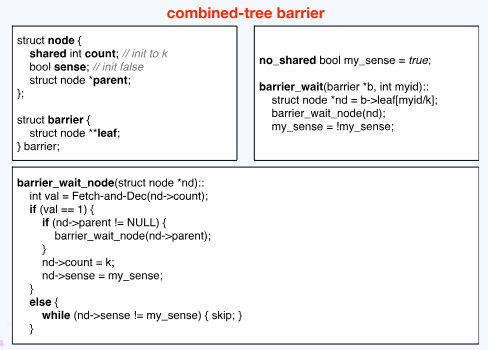 combined-tree barrier
struct node {
shared int count; // init to k
bool sense; // init false
struct node *parent;
};
struct barrier {
struct node **leaf;
} barrier;
no_shared bool my_sense = true;
barrier_wait(barrier *b, int myid)::
struct node *nd = b->leaf[myid/k];
barrier_wait_node(nd);
my_sense = !my_sense;
barrier_wait_node(struct node *nd)::
int val = Fetch-and-Dec(nd->count);
if (val == 1) {
if (nd->parent != NULL) {
barrier_wait_node(nd->parent);
}
nd->count = k;
nd->sense = my_sense;
}
else {
while (nd->sense != my_sense) { skip; }
}